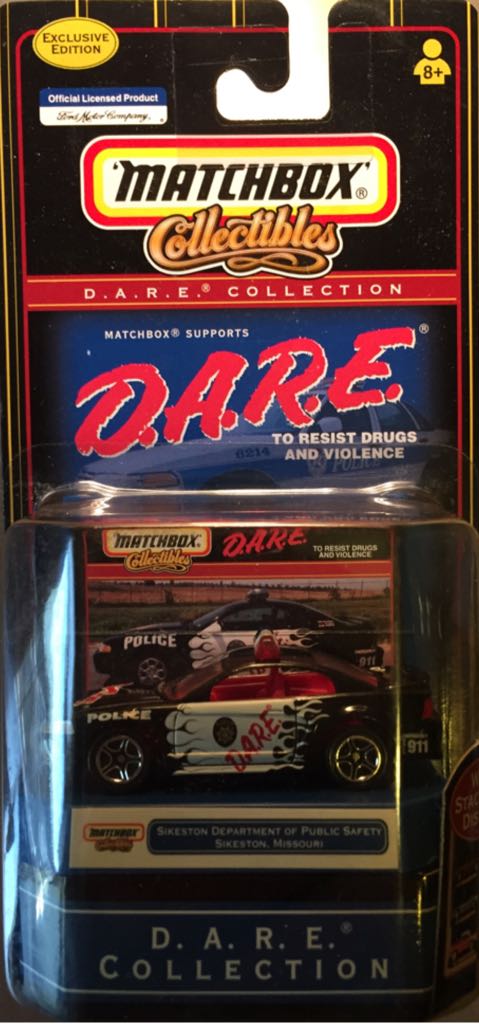 EXCLUSIVE
EDITION
8+
Official Licensed Product
Ford Motor Company.
MATCHBOX®
Collectibles
D.A.R.E.® COLLECTION
MATCHBOX® SUPPORTS
D.A.R.E.®
TO RESIST DRUGS
AND VIOLENCE
6214
POLICE
MATCHBOX
Collectibles
D.A.R.E.
TO RESIST DRUGS
AND VIOLENCE
POLICE
911
POLICE
D.A.R.E.
911
MATCHBOX
Collectibles
SIKESTON DEPARTMENT OF PUBLIC SAFETY
SIKESTON, MISSOURI
D. A. R. E.®
COLLECTION